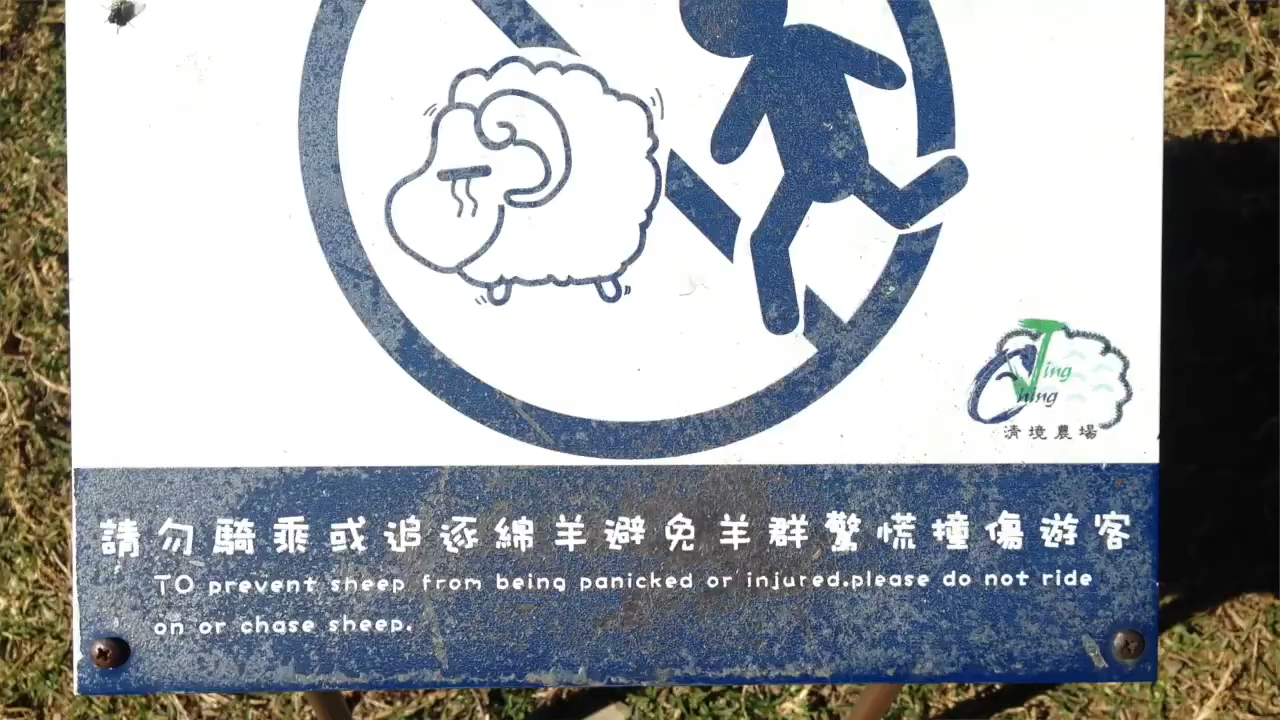 Ting
Ching
清境農場
請勿騎乘或追逐綿羊避免羊群驚慌撞傷遊客
TO prevent sheep from being panicked or injured.please do not ride
on or chase sheep.